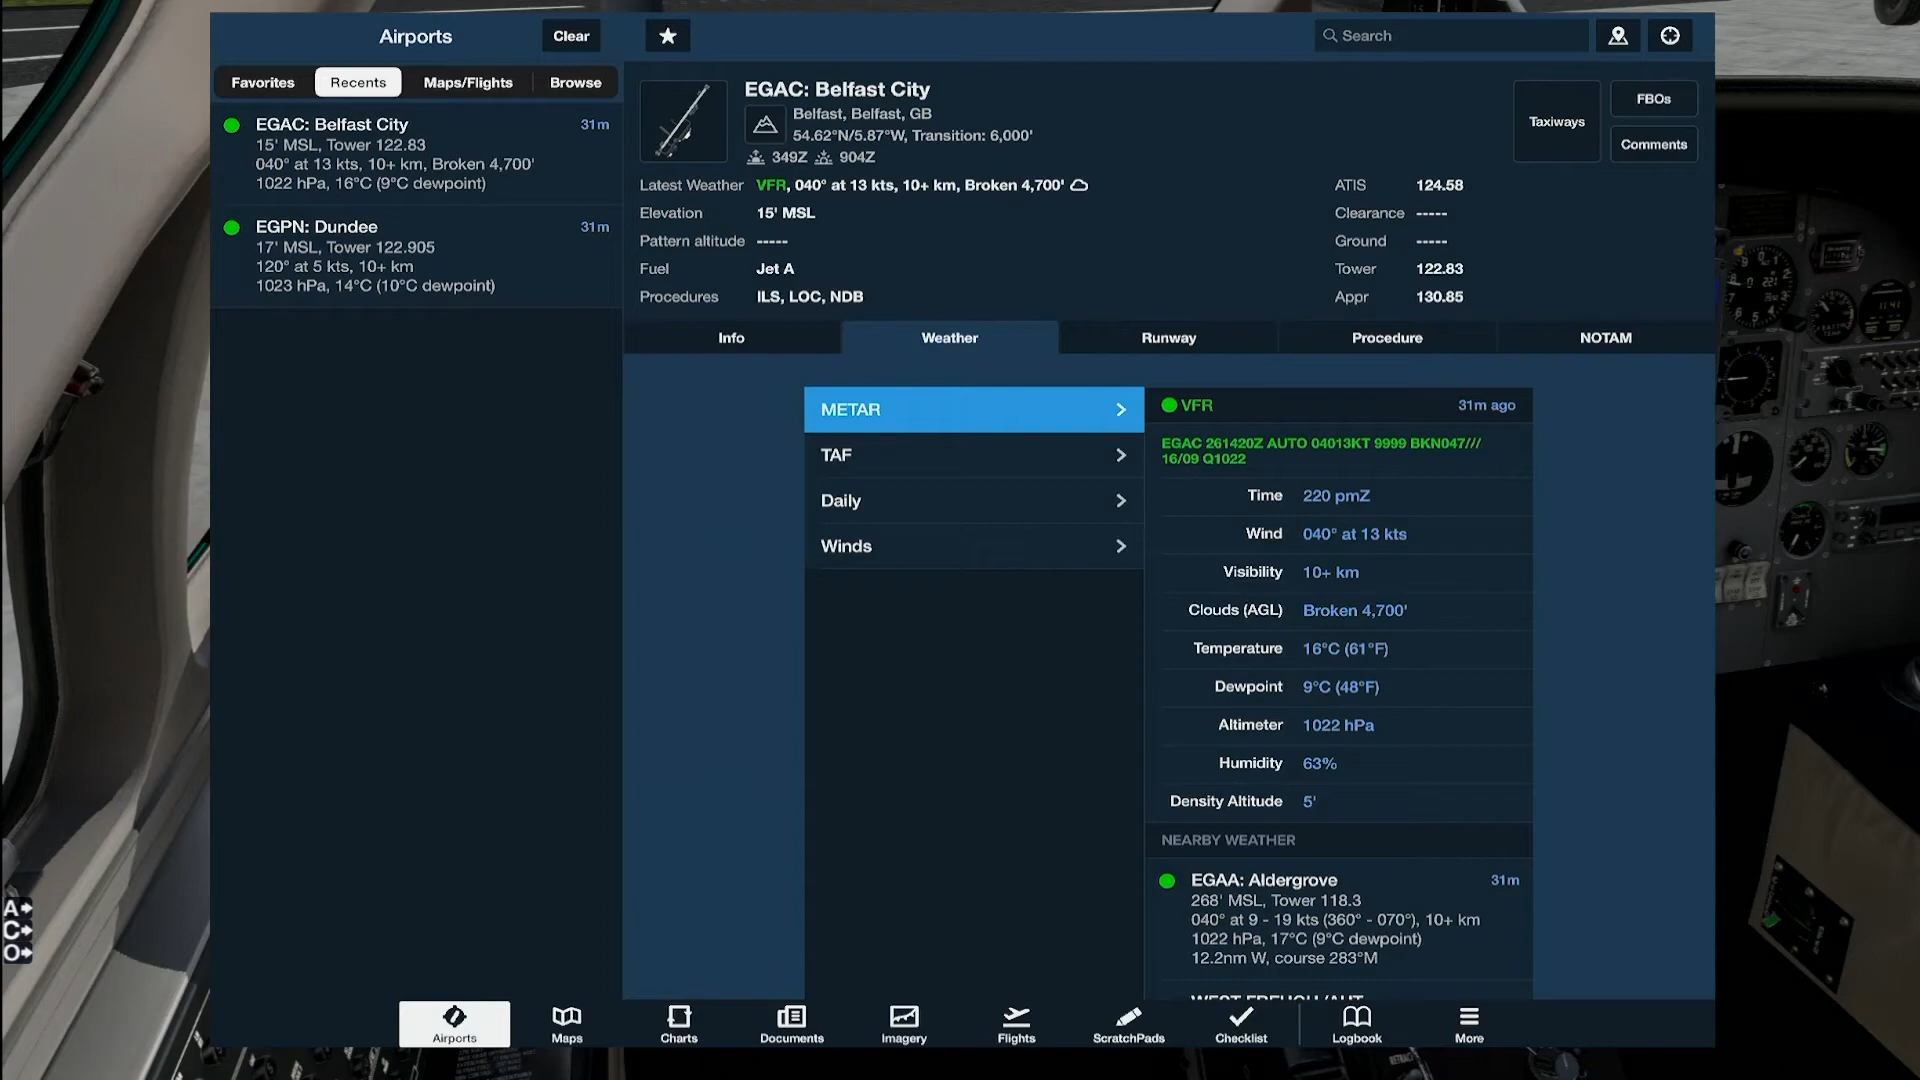 Airports
Clear
Search
Favorites
Recents
Maps/Flights
Browse
EGAC: Belfast City
31m
15' MSL, Tower 122.83
040° at 13 kts, 10+ km, Broken 4,700'
1022 hPa, 16°C (9°C dewpoint)
EGPN: Dundee
31m
17' MSL, Tower 122.905
120° at 5 kts, 10+ km
1023 hPa, 14°C (10°C dewpoint)
EGAC: Belfast City
Belfast, Belfast, GB
54.62°N/5.87°W, Transition: 6,000'
349Z 904Z
Taxiways
FBOs
Comments
Latest Weather VFR, 040° at 13 kts, 10+ km, Broken 4,700'
Elevation 15' MSL
Pattern altitude -----
Fuel Jet A
Procedures ILS, LOC, NDB
ATIS 124.58
Clearance -----
Ground -----
Tower 122.83
Appr 130.85
Info
Weather
Runway
Procedure
NOTAM
METAR
TAF
Daily
Winds
VFR
31m ago
EGAC 261420Z AUTO 04013KT 9999 BKN047///
16/09 Q1022
Time 220 pmZ
Wind 040° at 13 kts
Visibility 10+ km
Clouds (AGL) Broken 4,700'
Temperature 16°C (61°F)
Dewpoint 9°C (48°F)
Altimeter 1022 hPa
Humidity 63%
Density Altitude 5'
NEARBY WEATHER
EGAA: Aldergrove
31m
268' MSL, Tower 118.3
040° at 9 - 19 kts (360° - 070°), 10+ km
1022 hPa, 17°C (9°C dewpoint)
12.2nm W, course 283°M
A
C
O
Airports
Maps
Charts
Documents
Imagery
Flights
ScratchPads
Checklist
Logbook
More